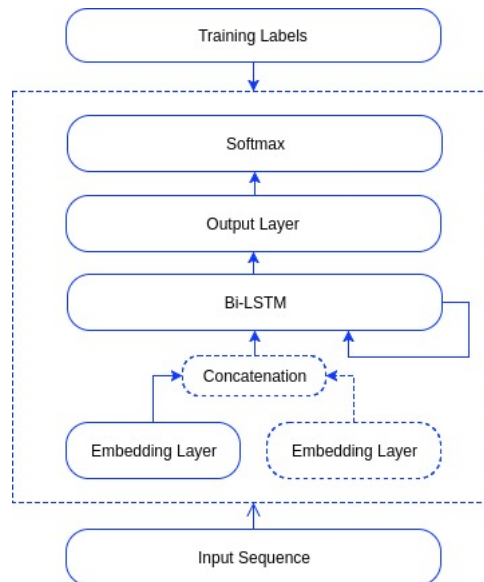 Training Labels
Softmax
Output Layer
Bi-LSTM
Concatenation
Embedding Layer
Embedding Layer
Input Sequence